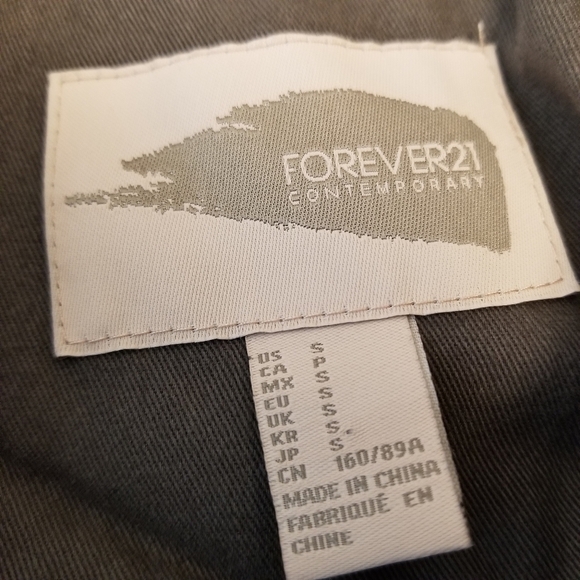 FOREVER21
CONTEMPORARY
US S
CA P
MX S
EU S
UK S
KR S.
JP S.
CN 160/89A
MADE IN CHINA
FABRIQUÉ EN
CHINE